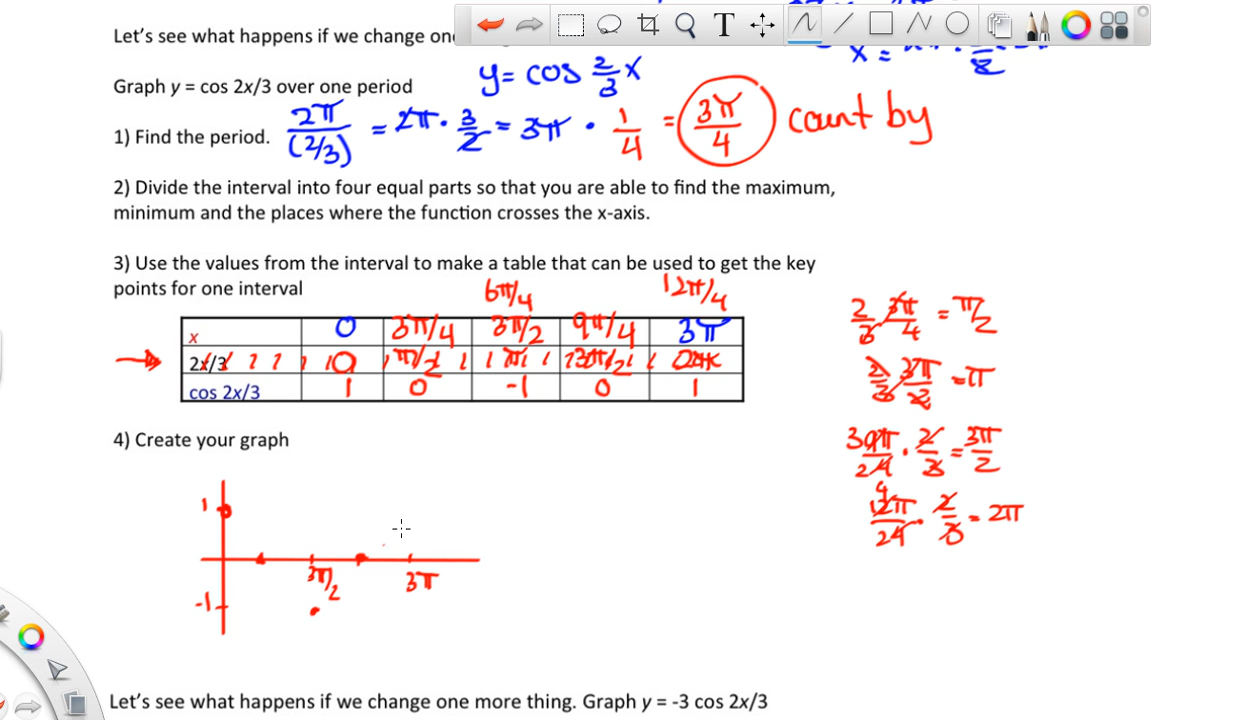 Let's see what happens if we change one
x =
Graph y = cos 2x/3 over one period
y = cos 2/3 x
1) Find the period. 2π/(2/3) = 2π · 3/2 = 3π · 1/4 = 3π/4 count by
2) Divide the interval into four equal parts so that you are able to find the maximum,
minimum and the places where the function crosses the x-axis.
3) Use the values from the interval to make a table that can be used to get the key
points for one interval
6π/4 12π/4
x 0 3π/4 3π/2 9π/4 3π
2x/3 0 π/2 π 3π/2 2π
cos 2x/3 1 0 -1 0 1
2/3 · 3π/4 = π/2
2/3 · 3π/2 = π
9π/4 · 2/3 = 3π/2
12π/4 · 2/3 = 2π
4) Create your graph
1
3π/2 3π
-1
Let's see what happens if we change one more thing. Graph y = -3 cos 2x/3